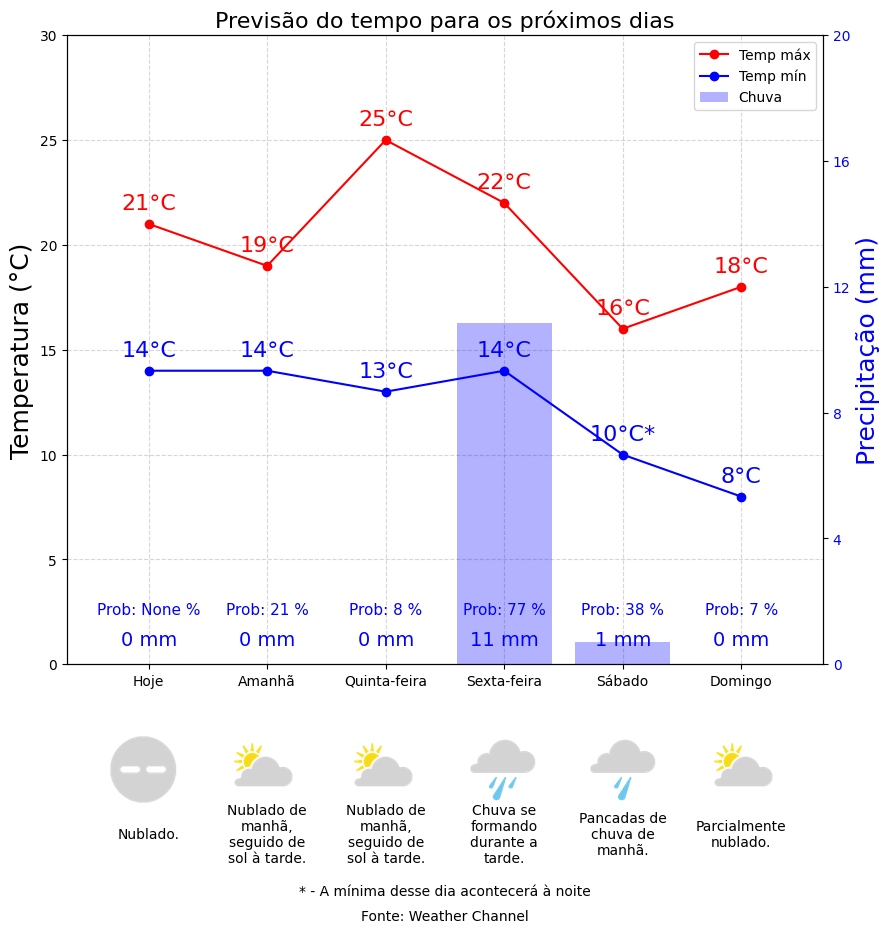 Previsão do tempo para os próximos dias
Temperatura (°C)
Precipitação (mm)
30
25
20
15
10
5
0
20
16
12
8
4
0
Temp máx
Temp mín
Chuva
21°C
19°C
25°C
22°C
16°C
18°C
14°C
14°C
13°C
14°C
10°C*
8°C
Prob: None %
Prob: 21 %
Prob: 8 %
Prob: 77 %
Prob: 38 %
Prob: 7 %
0 mm
0 mm
0 mm
11 mm
1 mm
0 mm
Hoje
Amanhã
Quinta-feira
Sexta-feira
Sábado
Domingo
Nublado.
Nublado de
manhã,
seguido de
sol à tarde.
Nublado de
manhã,
seguido de
sol à tarde.
Chuva se
formando
durante a
tarde.
Pancadas de
chuva de
manhã.
Parcialmente
nublado.
* - A mínima desse dia acontecerá à noite
Fonte: Weather Channel